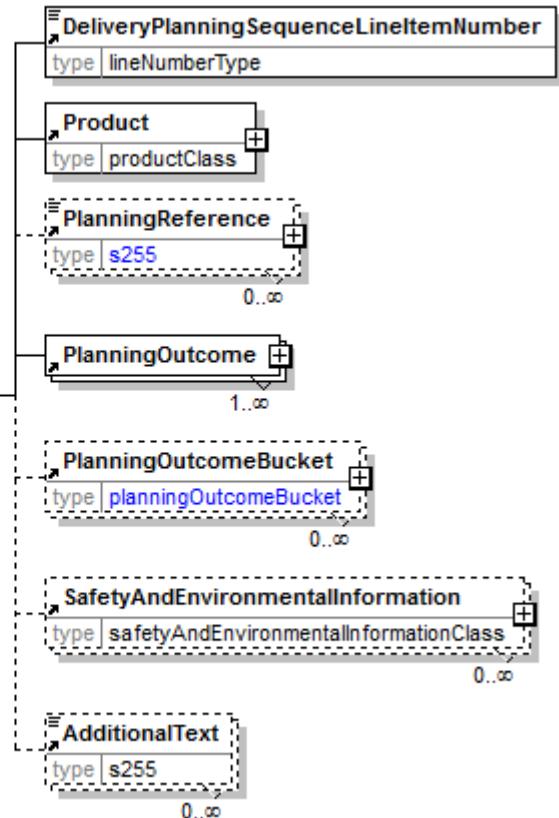 DeliveryPlanningSequenceLineItemNumber
type lineNumberType
Product
type productClass
PlanningReference
type s255
0..∞
PlanningOutcome
1..∞
PlanningOutcomeBucket
type planningOutcomeBucket
0..∞
SafetyAndEnvironmentalInformation
type safetyAndEnvironmentalInformationClass
0..∞
AdditionalText
type s255
0..∞